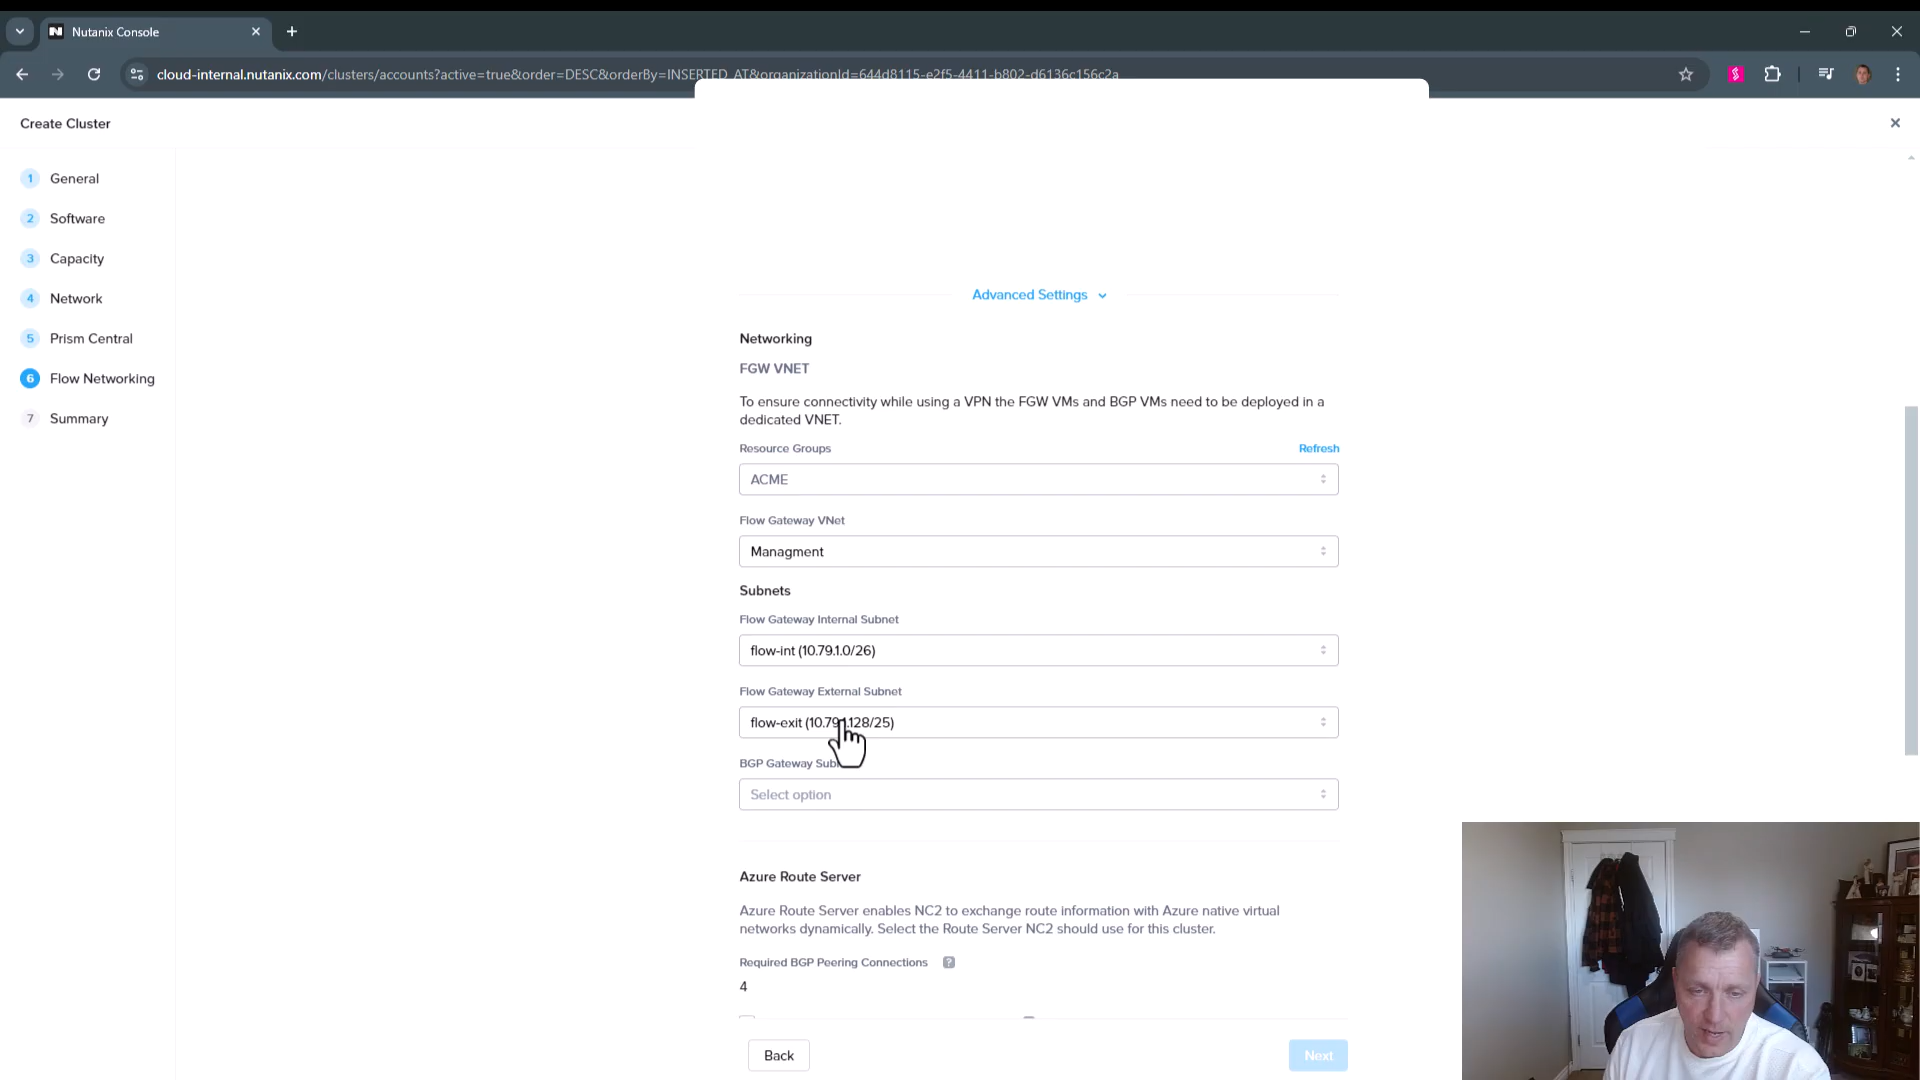 Nutanix Console
cloud-internal.nutanix.com/clusters/accounts?active=true&order=DESC&orderBy=INSERTED_AT&organizationId=644d8115-e2f5-4411-b802-d6136c156c2a
Create Cluster
1 General
2 Software
3 Capacity
4 Network
5 Prism Central
6 Flow Networking
7 Summary
Advanced Settings
Networking
FGW VNET
To ensure connectivity while using a VPN the FGW VMs and BGP VMs need to be deployed in a
dedicated VNET.
Resource Groups
Refresh
ACME
Flow Gateway VNet
Managment
Subnets
Flow Gateway Internal Subnet
flow-int (10.79.1.0/26)
Flow Gateway External Subnet
flow-exit (10.79.1.128/25)
BGP Gateway
Select option
Azure Route Server
Azure Route Server enables NC2 to exchange route information with Azure native virtual
networks dynamically. Select the Route Server NC2 should use for this cluster.
Required BGP Peering Connections ?
4
Back
Next